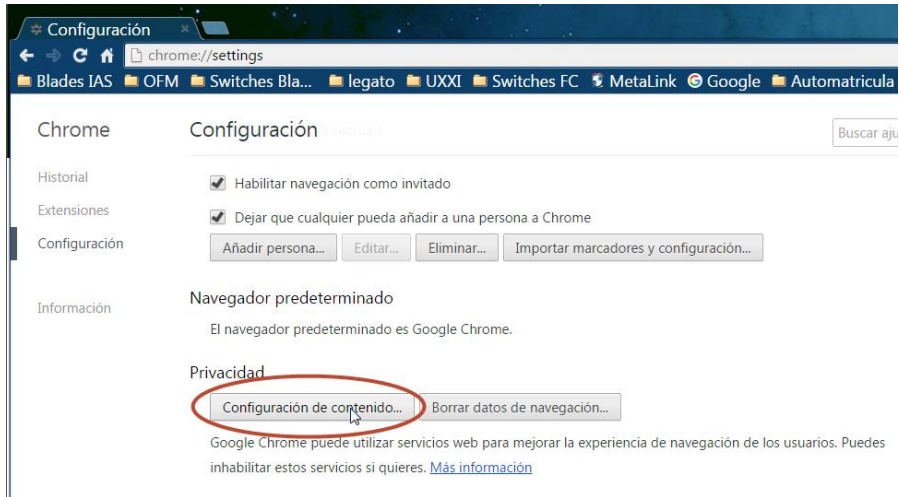 Configuración
chrome://settings
Blades IAS OFM Switches Bla... legato UXXI Switches FC MetaLink Google Automatricula
Chrome Configuración Buscar aju
Historial
Habilitar navegación como invitado
Extensiones
Dejar que cualquier pueda añadir a una persona a Chrome
Configuración
Añadir persona... Editar... Eliminar... Importar marcadores y configuración...
Navegador predeterminado
Información
El navegador predeterminado es Google Chrome.
Privacidad
Configuración de contenido... Borrar datos de navegación...
Google Chrome puede utilizar servicios web para mejorar la experiencia de navegación de los usuarios. Puedes
inhabilitar estos servicios si quieres. Más información